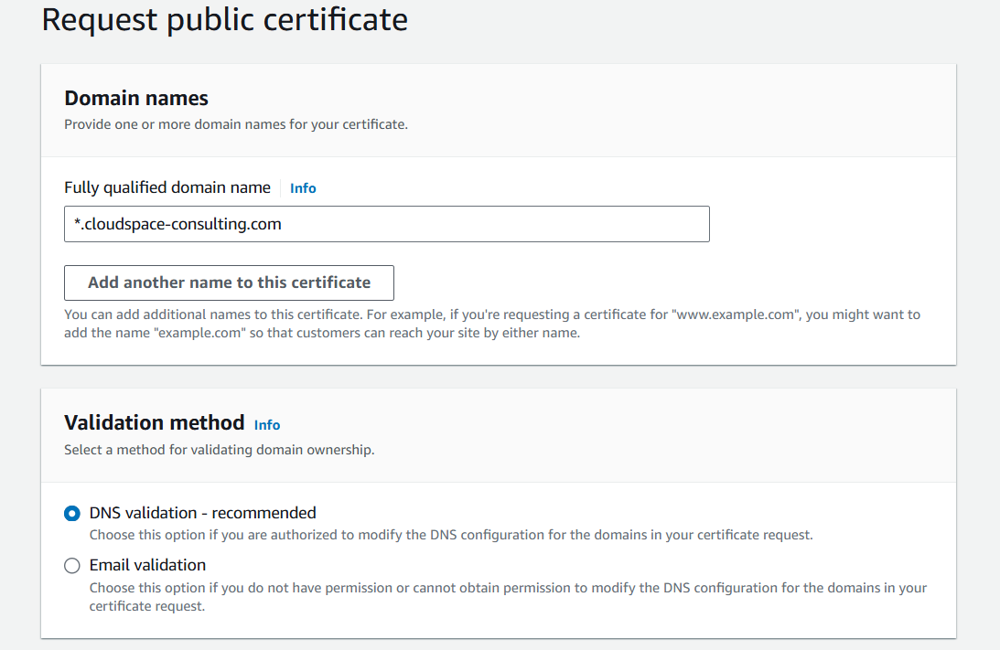 Request public certificate
Domain names
Provide one or more domain names for your certificate.
Fully qualified domain name Info
*.cloudspace-consulting.com
Add another name to this certificate
You can add additional names to this certificate. For example, if you're requesting a certificate for "www.example.com", you might want to
add the name "example.com" so that customers can reach your site by either name.
Validation method Info
Select a method for validating domain ownership.
DNS validation - recommended
Choose this option if you are authorized to modify the DNS configuration for the domains in your certificate request.
Email validation
Choose this option if you do not have permission or cannot obtain permission to modify the DNS configuration for the domains in your
certificate request.